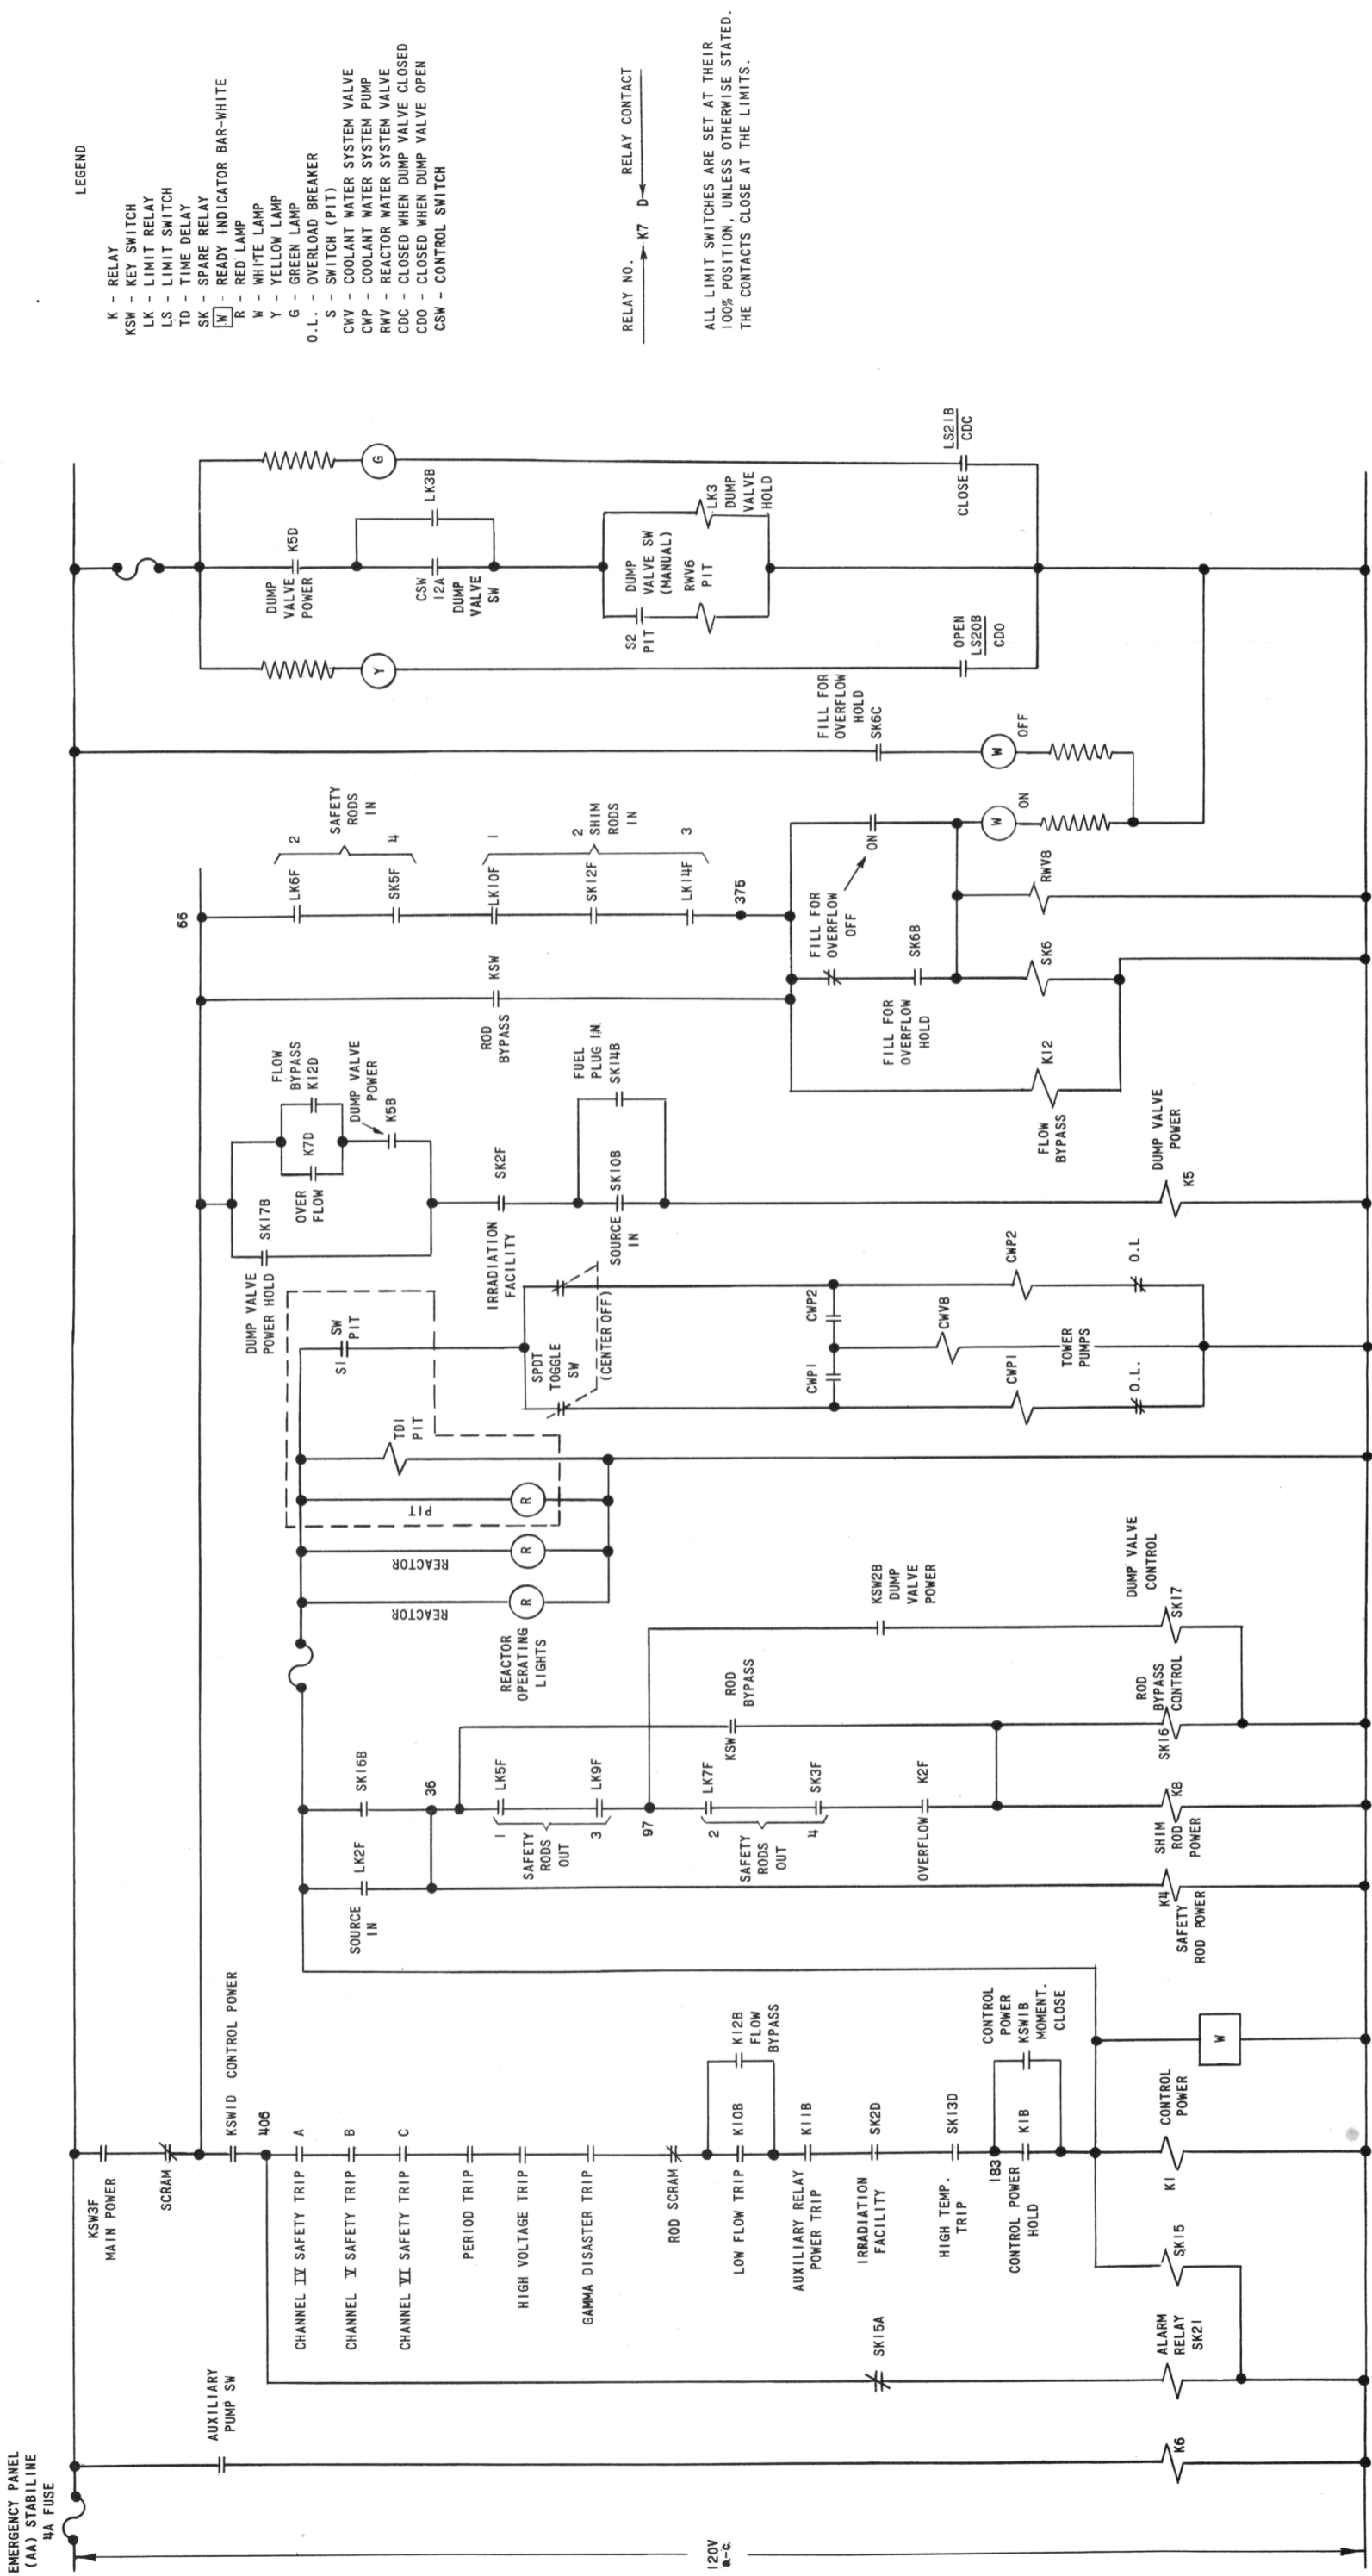 EMERGENCY PANEL
(AA) STABILINE
4A FUSE
120V
a-c
AUXILIARY
PUMP SW
K6
KSW3F
MAIN POWER
SCRAM
KSW1D CONTROL POWER
406
CHANNEL IV SAFETY TRIP A
CHANNEL V SAFETY TRIP B
CHANNEL VI SAFETY TRIP C
PERIOD TRIP
HIGH VOLTAGE TRIP
GAMMA DISASTER TRIP
ROD SCRAM
LOW FLOW TRIP
K10B
K12B
FLOW
BYPASS
AUXILIARY RELAY
POWER TRIP
K11B
IRRADIATION
FACILITY
SK2D
HIGH TEMP.
TRIP
SK13D
183
CONTROL POWER
HOLD
K1B
CONTROL
POWER
KSW1B
MOMENT.
CLOSE
SK15A
ALARM
RELAY
SK21
SK15
K1
CONTROL
POWER
W
SOURCE
IN
LK2F
SK16B
36
LK5F
LK9F
1
SAFETY
RODS
OUT
3
97
LK7F
SK3F
2
SAFETY
RODS
OUT
4
OVERFLOW
K2F
KSW
ROD
BYPASS
KSW2B
DUMP
VALVE
POWER
K4
SAFETY
ROD POWER
SHIM
ROD
POWER
K8
SK16
ROD
BYPASS
CONTROL
DUMP VALVE
CONTROL
SK17
REACTOR
OPERATING
LIGHTS
REACTOR
R
REACTOR
R
PIT
R
TD1
PIT
S1
SW
PIT
SPDT
TOGGLE
SW
(CENTER OFF)
CWP1
CWP2
CWP1
CWV8
CWP2
TOWER
PUMPS
O.L.
O.L
DUMP VALVE
POWER HOLD
SK17B
OVER
FLOW
K7D
FLOW
BYPASS
K12D
DUMP VALVE
POWER
K5B
IRRADIATION
FACILITY
SK2F
SOURCE
IN
SK10B
FUEL
PLUG IN
SK14B
DUMP VALVE
POWER
K5
66
ROD
BYPASS
KSW
LK6F
SK5F
2
SAFETY
RODS
IN
4
LK10F
SK12F
LK14F
1
2 SHIM
RODS
IN
3
375
FLOW
BYPASS
K12
FILL FOR
OVERFLOW
OFF
ON
FILL FOR
OVERFLOW
HOLD
SK6B
SK6
RWV8
W
ON
FILL FOR
OVERFLOW
HOLD
SK6C
W
OFF
Y
OPEN
LS20B
CDO
DUMP
VALVE
POWER
K5D
CSW
12A
DUMP
VALVE
SW
LK3B
S2
PIT
DUMP
VALVE SW
(MANUAL)
RWV6
PIT
LK3
DUMP
VALVE
HOLD
G
CLOSE
LS21B
CDC
LEGEND
K - RELAY
KSW - KEY SWITCH
LK - LIMIT RELAY
LS - LIMIT SWITCH
TD - TIME DELAY
SK - SPARE RELAY
W - READY INDICATOR BAR-WHITE
R - RED LAMP
W - WHITE LAMP
Y - YELLOW LAMP
G - GREEN LAMP
O.L. - OVERLOAD BREAKER
S - SWITCH (PIT)
CWV - COOLANT WATER SYSTEM VALVE
CWP - COOLANT WATER SYSTEM PUMP
RWV - REACTOR WATER SYSTEM VALVE
CDC - CLOSED WHEN DUMP VALVE CLOSED
CDO - CLOSED WHEN DUMP VALVE OPEN
CSW - CONTROL SWITCH
RELAY NO. K7 D RELAY CONTACT
ALL LIMIT SWITCHES ARE SET AT THEIR
100% POSITION, UNLESS OTHERWISE STATED.
THE CONTACTS CLOSE AT THE LIMITS.